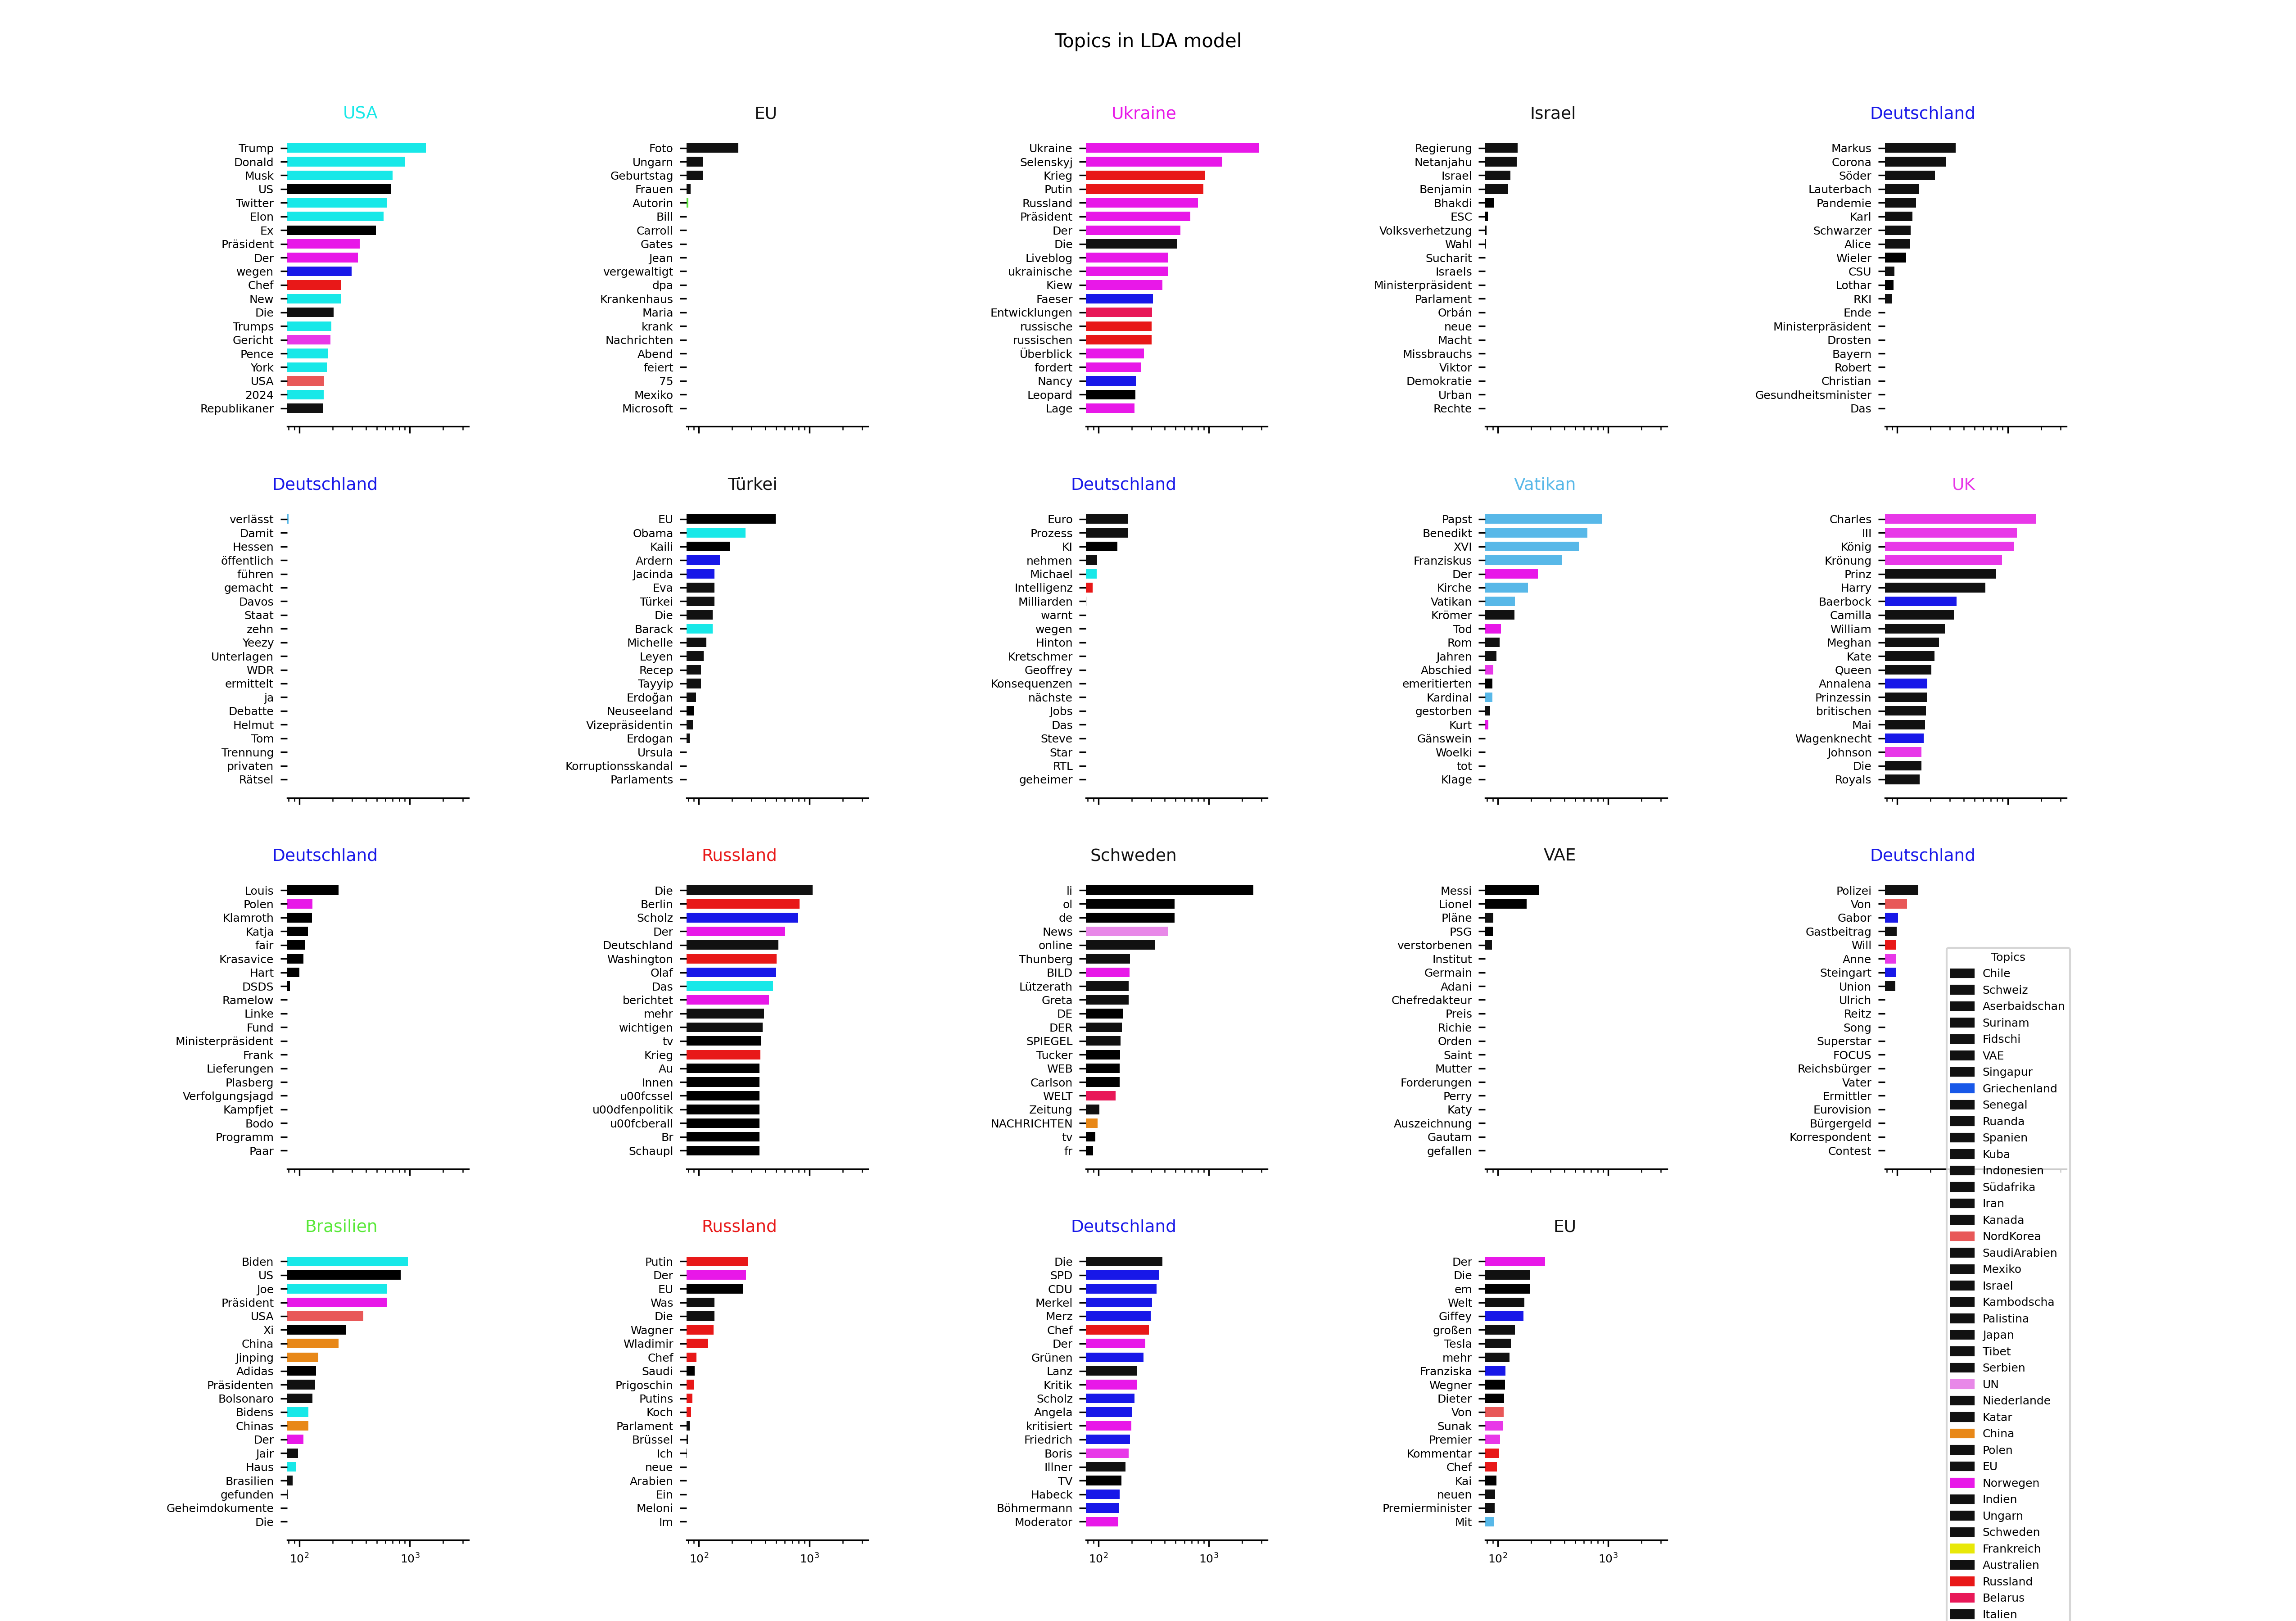 Topics in LDA model
USA
Trump
Donald
Musk
US
Twitter
Elon
Ex
Präsident
Der
wegen
Chef
New
Die
Trumps
Gericht
Pence
York
USA
2024
Republikaner
EU
Foto
Ungarn
Geburtstag
Frauen
Autorin
Bill
Carroll
Gates
Jean
vergewaltigt
dpa
Krankenhaus
Maria
krank
Nachrichten
Abend
feiert
75
Mexiko
Microsoft
Ukraine
Ukraine
Selenskyj
Krieg
Putin
Russland
Präsident
Der
Die
Liveblog
ukrainische
Kiew
Faeser
Entwicklungen
russische
russischen
Überblick
fordert
Nancy
Leopard
Lage
Israel
Regierung
Netanjahu
Israel
Benjamin
Bhakdi
ESC
Volksverhetzung
Wahl
Sucharit
Israels
Ministerpräsident
Parlament
Orbán
neue
Macht
Missbrauchs
Viktor
Demokratie
Urban
Rechte
Deutschland
Markus
Corona
Söder
Lauterbach
Pandemie
Karl
Schwarzer
Alice
Wieler
CSU
Lothar
RKI
Ende
Ministerpräsident
Drosten
Bayern
Robert
Christian
Gesundheitsminister
Das
Deutschland
verlässt
Damit
Hessen
öffentlich
führen
gemacht
Davos
Staat
zehn
Yeezy
Unterlagen
WDR
ermittelt
ja
Debatte
Helmut
Tom
Trennung
privaten
Rätsel
Türkei
EU
Obama
Kaili
Ardern
Jacinda
Eva
Türkei
Die
Barack
Michelle
Leyen
Recep
Tayyip
Erdoğan
Neuseeland
Vizepräsidentin
Erdogan
Ursula
Korruptionsskandal
Parlaments
Deutschland
Euro
Prozess
KI
nehmen
Michael
Intelligenz
Milliarden
warnt
wegen
Hinton
Kretschmer
Geoffrey
Konsequenzen
nächste
Jobs
Das
Steve
Star
RTL
geheimer
Vatikan
Papst
Benedikt
XVI
Franziskus
Der
Kirche
Vatikan
Krömer
Tod
Rom
Jahren
Abschied
emeritierten
Kardinal
gestorben
Kurt
Gänswein
Woelki
tot
Klage
UK
Charles
III
König
Krönung
Prinz
Harry
Baerbock
Camilla
William
Meghan
Kate
Queen
Annalena
Prinzessin
britischen
Mai
Wagenknecht
Johnson
Die
Royals
Deutschland
Louis
Polen
Klamroth
Katja
fair
Krasavice
Hart
DSDS
Ramelow
Linke
Fund
Ministerpräsident
Frank
Lieferungen
Plasberg
Verfolgungsjagd
Kampfjet
Bodo
Programm
Paar
Russland
Die
Berlin
Scholz
Der
Deutschland
Washington
Olaf
Das
berichtet
mehr
wichtigen
tv
Krieg
Au
Innen
u00fcssel
u00dfenpolitik
u00fcberall
Br
Schaupl
Schweden
li
ol
de
News
online
Thunberg
BILD
Lützerath
Greta
DE
DER
SPIEGEL
Tucker
WEB
Carlson
WELT
Zeitung
NACHRICHTEN
tv
fr
VAE
Messi
Lionel
Pläne
PSG
verstorbenen
Institut
Germain
Adani
Chefredakteur
Preis
Richie
Orden
Saint
Mutter
Forderungen
Perry
Katy
Auszeichnung
Gautam
gefallen
Deutschland
Polizei
Von
Gabor
Gastbeitrag
Will
Anne
Steingart
Union
Ulrich
Reitz
Song
Superstar
FOCUS
Reichsbürger
Vater
Ermittler
Eurovision
Bürgergeld
Korrespondent
Contest
Brasilien
Biden
US
Joe
Präsident
USA
Xi
China
Jinping
Adidas
Präsidenten
Bolsonaro
Bidens
Chinas
Der
Jair
Haus
Brasilien
gefunden
Geheimdokumente
Die
10² 10³
Russland
Putin
Der
EU
Was
Die
Wagner
Wladimir
Chef
Saudi
Prigoschin
Putins
Koch
Parlament
Brüssel
Ich
neue
Arabien
Ein
Meloni
Im
10² 10³
Deutschland
Die
SPD
CDU
Merkel
Merz
Chef
Der
Grünen
Lanz
Kritik
Scholz
Angela
kritisiert
Friedrich
Boris
Illner
TV
Habeck
Böhmermann
Moderator
10² 10³
EU
Der
Die
em
Welt
Giffey
großen
Tesla
mehr
Franziska
Wegner
Dieter
Von
Sunak
Premier
Kommentar
Chef
Kai
neuen
Premierminister
Mit
10² 10³
Topics
Chile
Schweiz
Aserbaidschan
Surinam
Fidschi
VAE
Singapur
Griechenland
Senegal
Ruanda
Spanien
Kuba
Indonesien
Südafrika
Iran
Kanada
NordKorea
SaudiArabien
Mexiko
Israel
Kambodscha
Palistina
Japan
Tibet
Serbien
UN
Niederlande
Katar
China
Polen
EU
Norwegen
Indien
Ungarn
Schweden
Frankreich
Australien
Russland
Belarus
Italien